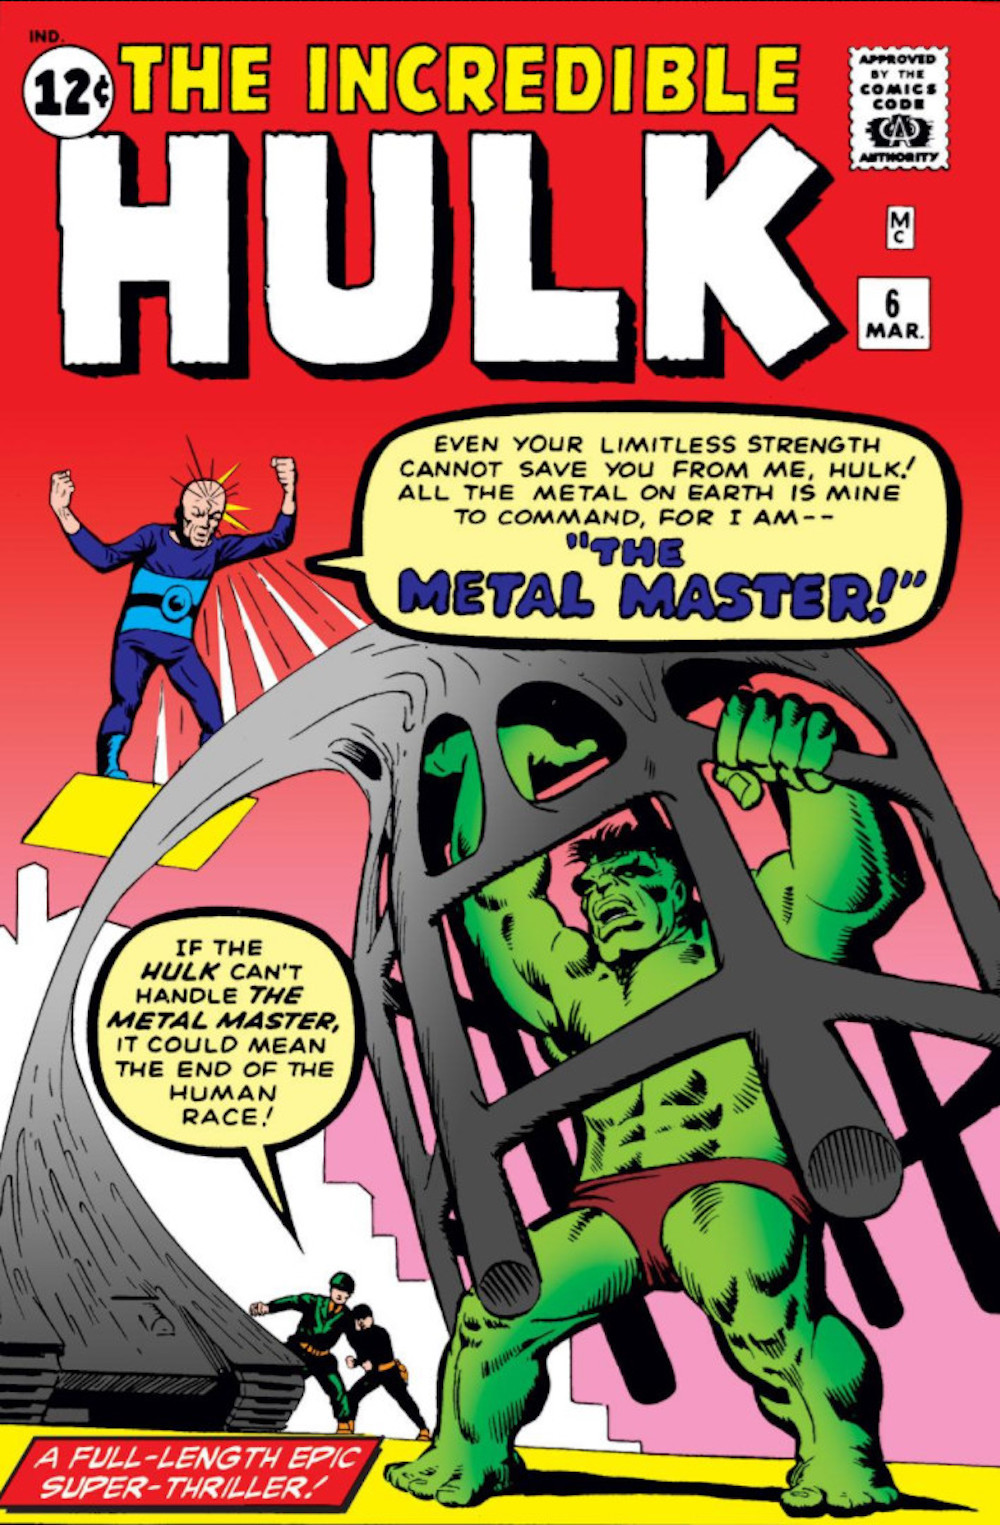 IND.
12¢
THE INCREDIBLE
HULK
APPROVED
BY THE
COMICS
CODE
CA
AUTHORITY
M
C
6
MAR.
EVEN YOUR LIMITLESS STRENGTH
CANNOT SAVE YOU FROM ME, HULK!
ALL THE METAL ON EARTH IS MINE
TO COMMAND, FOR I AM--
"THE
METAL MASTER!"
IF THE
HULK CAN'T
HANDLE THE
METAL MASTER,
IT COULD MEAN
THE END OF THE
HUMAN
RACE!
A FULL-LENGTH EPIC
SUPER-THRILLER!